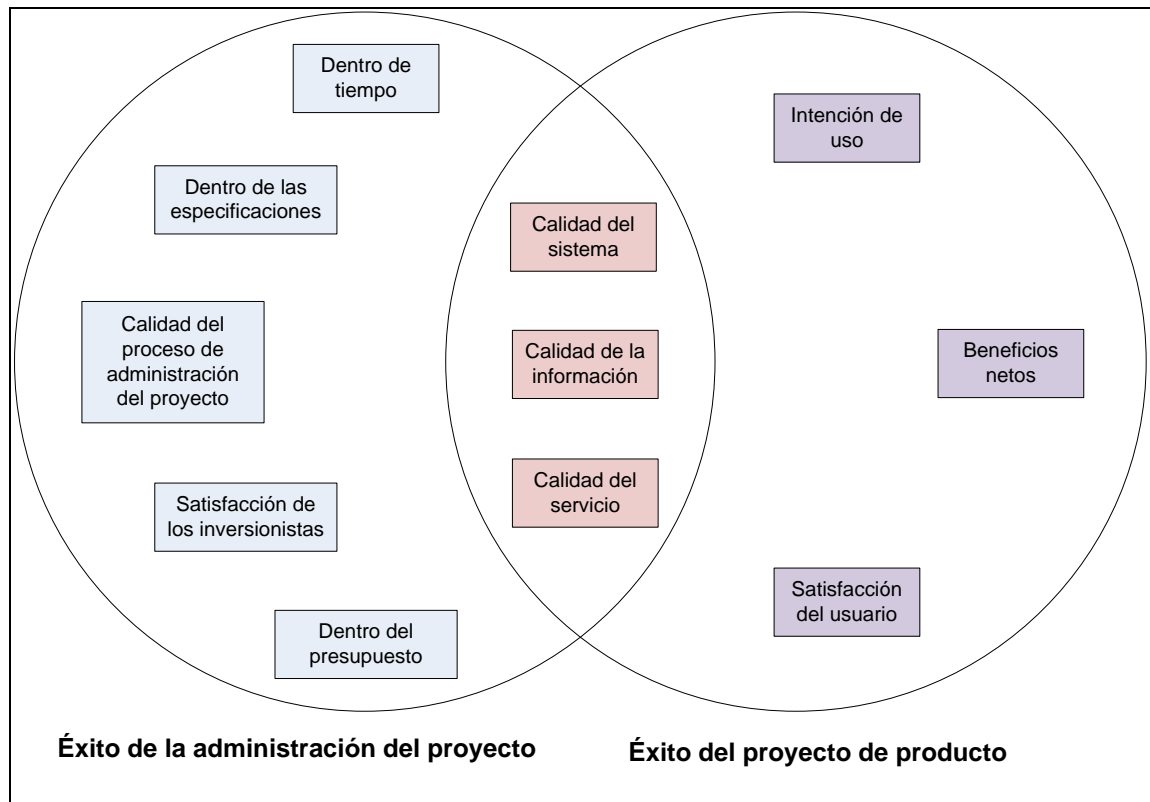 Dentro de
tiempo
Dentro de las
especificaciones
Calidad del
proceso de
administración
del proyecto
Satisfacción de
los inversionistas
Dentro del
presupuesto
Calidad del
sistema
Calidad de la
información
Calidad del
servicio
Intención de
uso
Beneficios
netos
Satisfacción
del usuario
Éxito de la administración del proyecto
Éxito del proyecto de producto